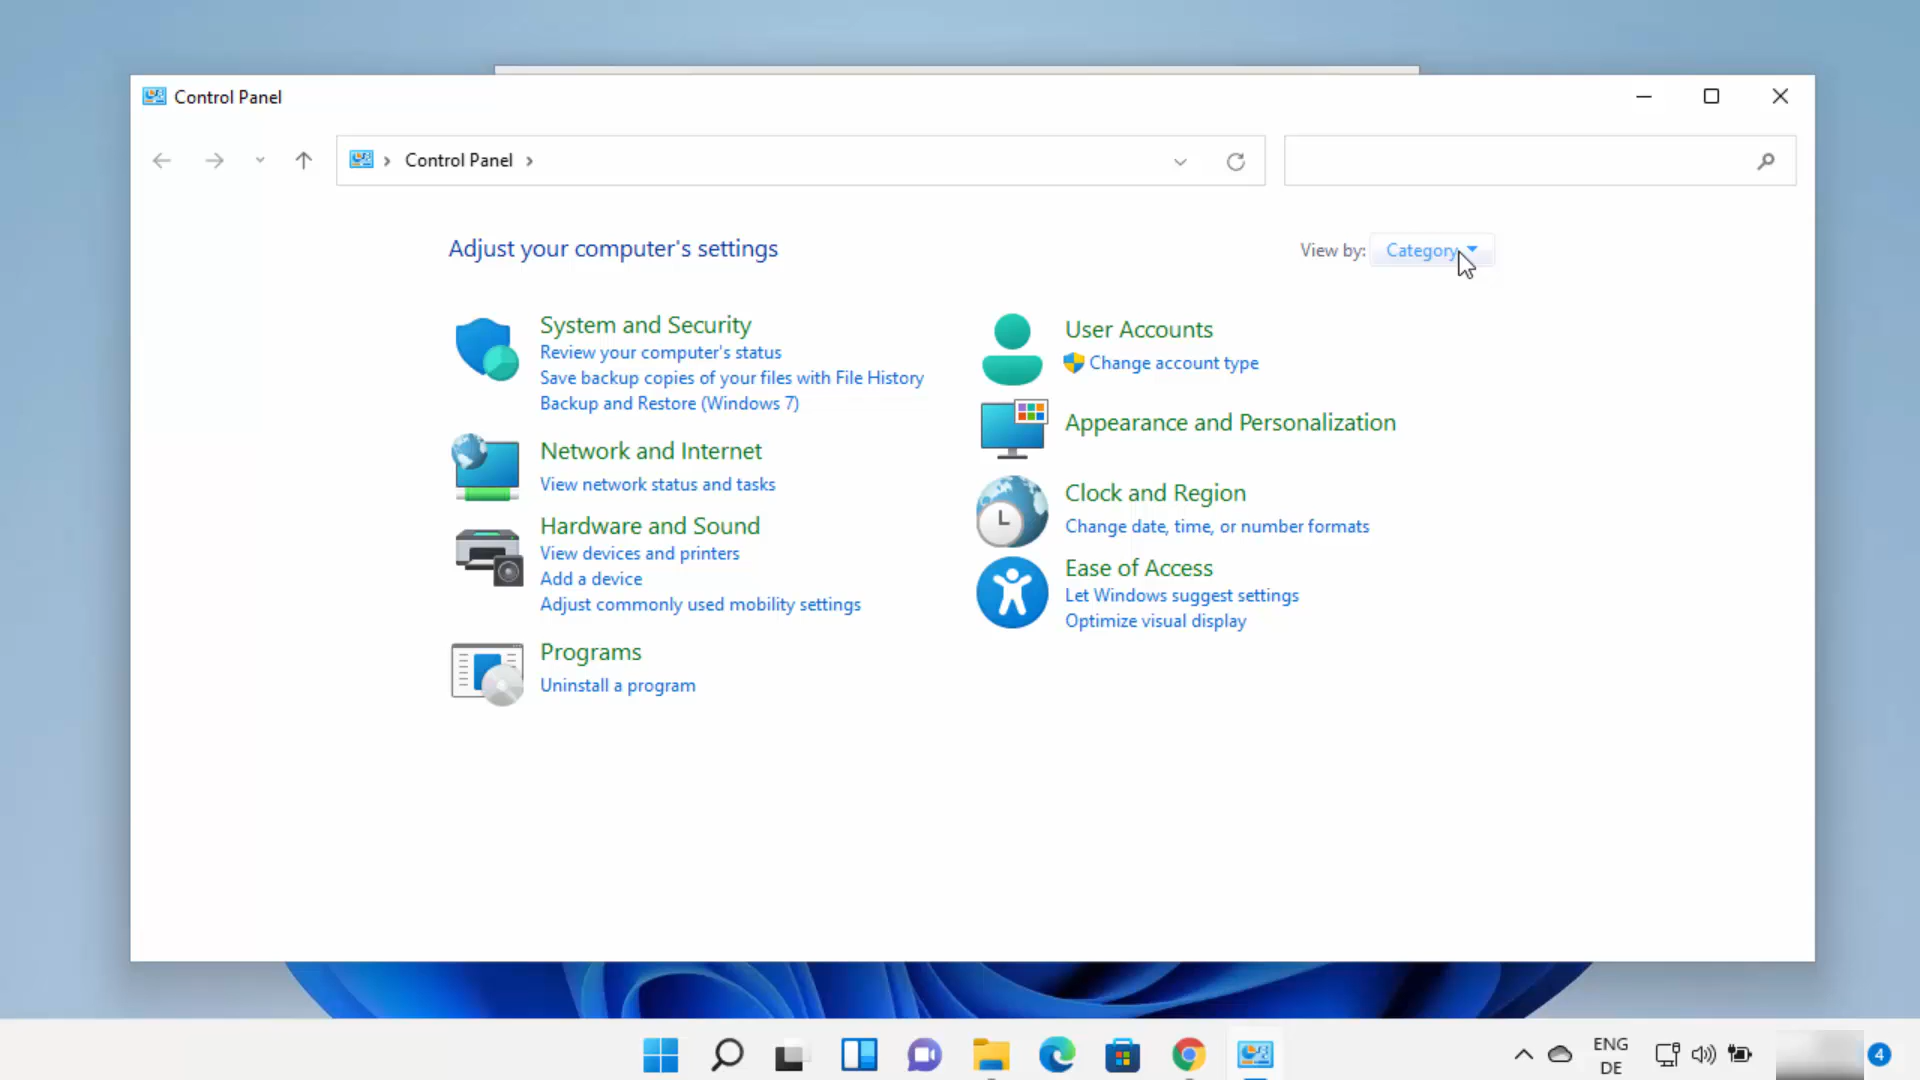 Control Panel
Control Panel
Adjust your computer's settings
View by: Category
System and Security
Review your computer's status
Save backup copies of your files with File History
Backup and Restore (Windows 7)
Network and Internet
View network status and tasks
Hardware and Sound
View devices and printers
Add a device
Adjust commonly used mobility settings
Programs
Uninstall a program
User Accounts
Change account type
Appearance and Personalization
Clock and Region
Change date, time, or number formats
Ease of Access
Let Windows suggest settings
Optimize visual display
ENG
DE
4